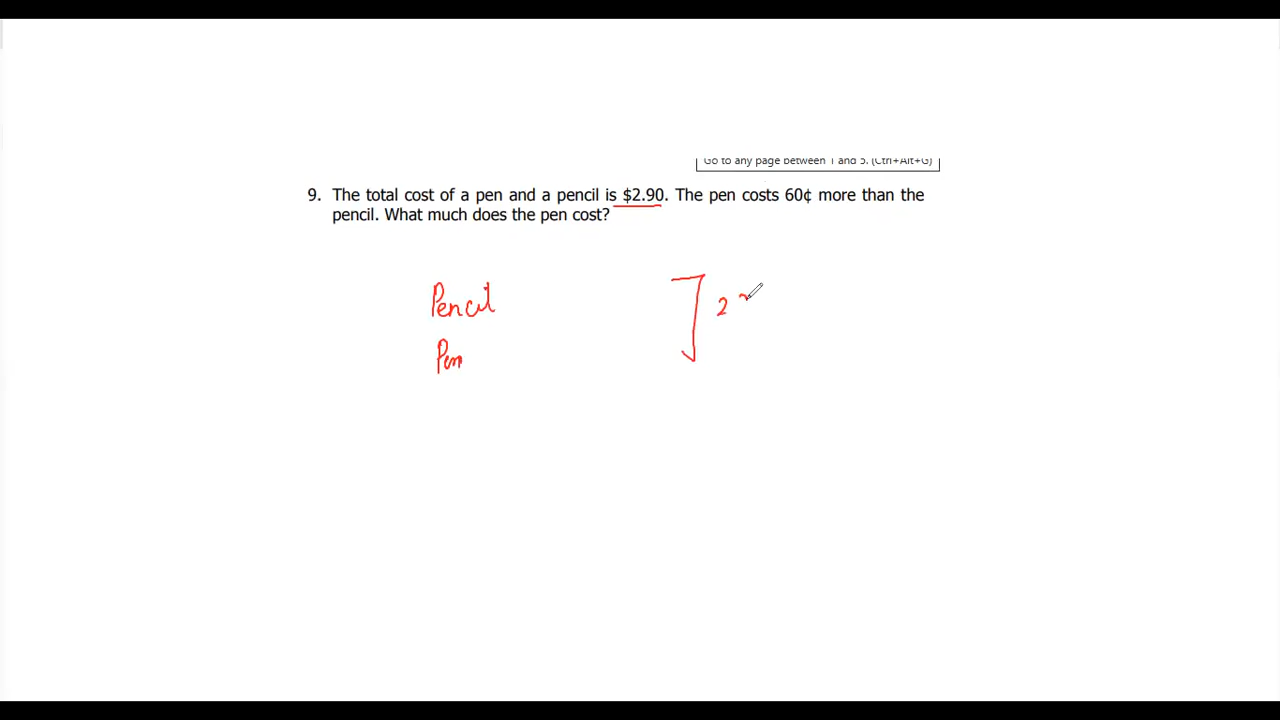 Go to any page between 1 and 5. (Ctrl+Alt+G)
9. The total cost of a pen and a pencil is $2.90. The pen costs 60¢ more than the
pencil. What much does the pen cost?
Pencil
2
Pen